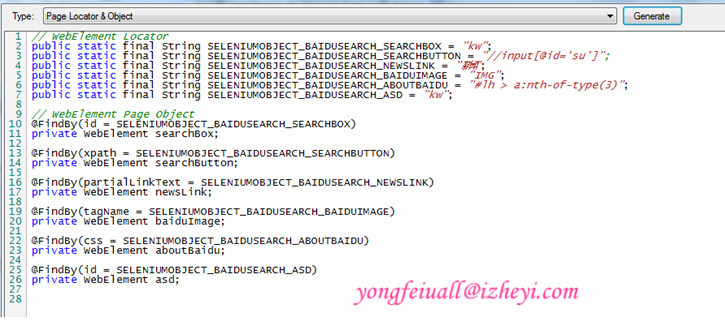 Type: Page Locator & Object Generate
1 // WebElement Locator
2 public static final String SELENIUMOBJECT_BAIDUSEARCH_SEARCHBOX = "kw";
3 public static final String SELENIUMOBJECT_BAIDUSEARCH_SEARCHBUTTON = "//input[@id='su']";
4 public static final String SELENIUMOBJECT_BAIDUSEARCH_NEWSLINK = "";
5 public static final String SELENIUMOBJECT_BAIDUSEARCH_BAIDUIMAGE = "IMG";
6 public static final String SELENIUMOBJECT_BAIDUSEARCH_ABOUTBAIDU = "#lh > a:nth-of-type(3)";
7 public static final String SELENIUMOBJECT_BAIDUSEARCH_ASD = "kw";
8
9 // WebElement Page Object
10 @FindBy(id = SELENIUMOBJECT_BAIDUSEARCH_SEARCHBOX)
11 private WebElement searchBox;
12
13 @FindBy(xpath = SELENIUMOBJECT_BAIDUSEARCH_SEARCHBUTTON)
14 private WebElement searchButton;
15
16 @FindBy(partialLinkText = SELENIUMOBJECT_BAIDUSEARCH_NEWSLINK)
17 private WebElement newsLink;
18
19 @FindBy(tagName = SELENIUMOBJECT_BAIDUSEARCH_BAIDUIMAGE)
20 private WebElement baiduImage;
21
22 @FindBy(css = SELENIUMOBJECT_BAIDUSEARCH_ABOUTBAIDU)
23 private WebElement aboutBaidu;
24
25 @FindBy(id = SELENIUMOBJECT_BAIDUSEARCH_ASD)
26 private WebElement asd;
27
28
yongfeiuall@izheyi.com